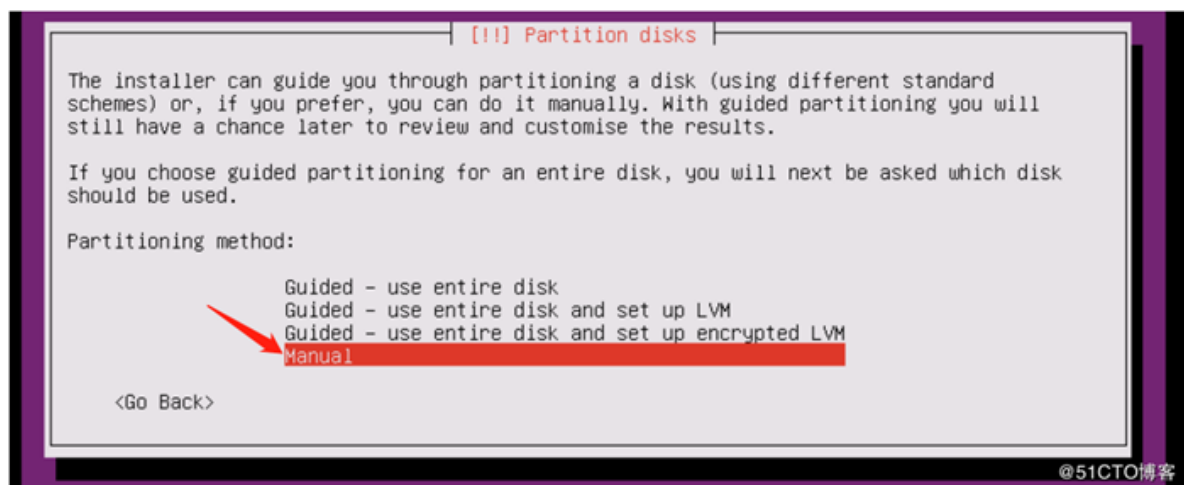 [!!] Partition disks
The installer can guide you through partitioning a disk (using different standard
schemes) or, if you prefer, you can do it manually. With guided partitioning you will
still have a chance later to review and customise the results.
If you choose guided partitioning for an entire disk, you will next be asked which disk
should be used.
Partitioning method:
Guided - use entire disk
Guided - use entire disk and set up LVM
Guided - use entire disk and set up encrypted LVM
Manual
<Go Back>
@51CTO博客